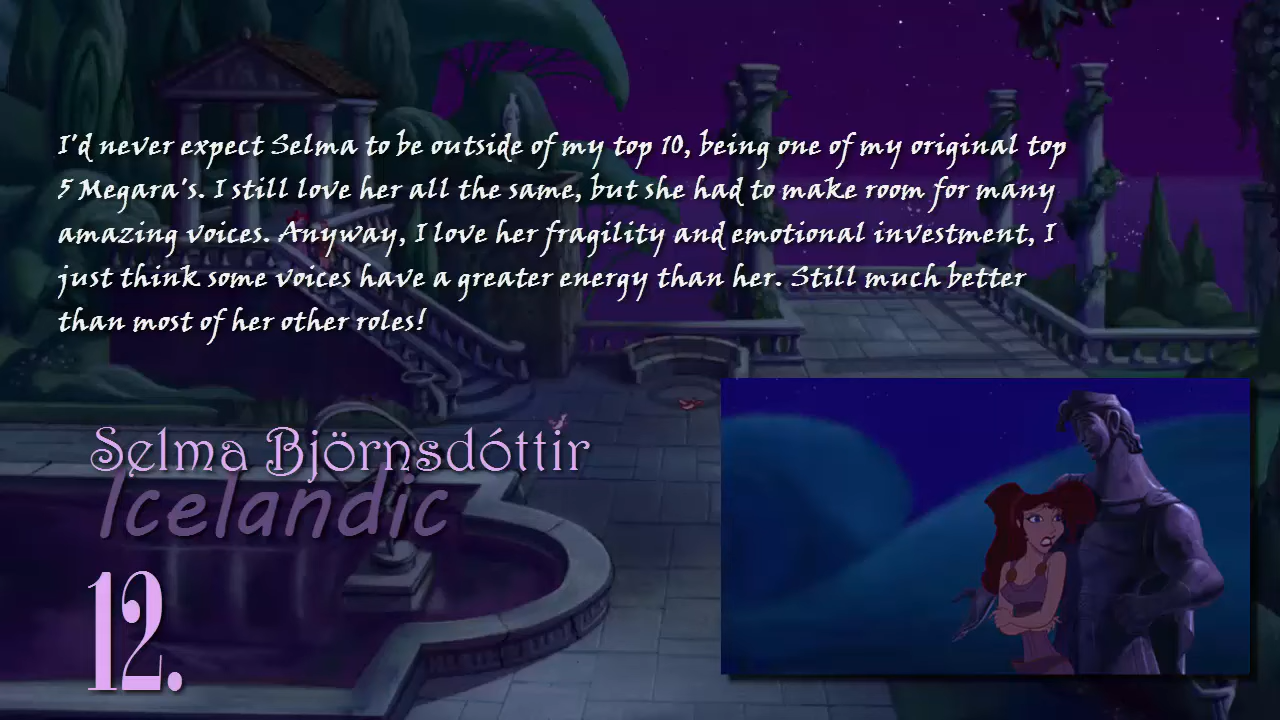 I'd never expect Selma to be outside of my top 10, being one of my original top
5 Megara's. I still love her all the same, but she had to make room for many
amazing voices. Anyway, I love her fragility and emotional investment, I
just think some voices have a greater energy than her. Still much better
than most of her other roles!
Selma Björnsdóttir
Icelandic
12.